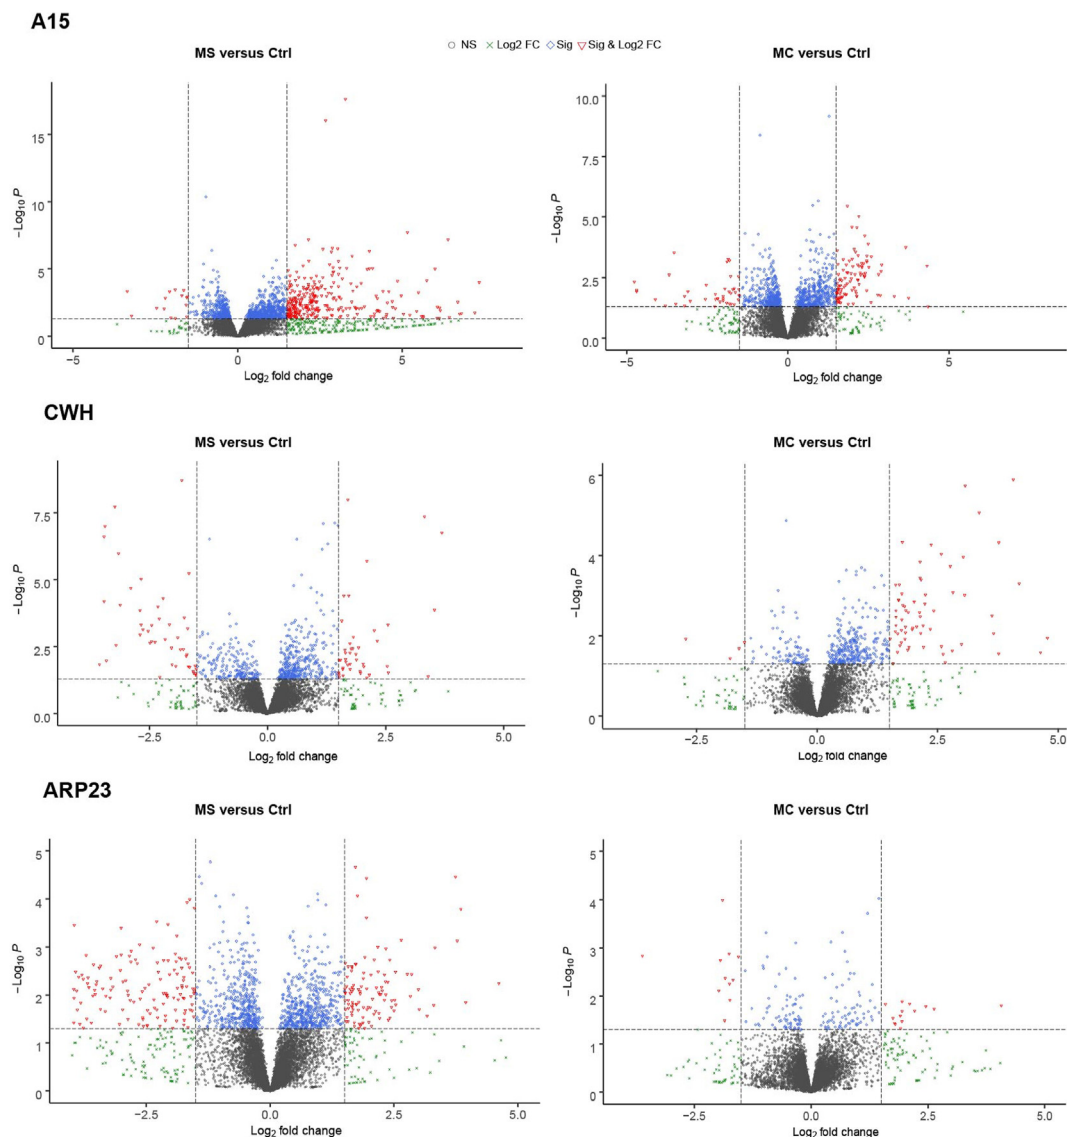 A15
○ NS × Log2 FC ◇ Sig ▽ Sig & Log2 FC
MS versus Ctrl
MC versus Ctrl
− Log10 P
15
10
5
0
−5
0
5
Log2 fold change
− Log10 P
10.0
7.5
5.0
2.5
0.0
−5
0
5
Log2 fold change
CWH
MS versus Ctrl
MC versus Ctrl
− Log10 P
7.5
5.0
2.5
0.0
−2.5
0.0
2.5
5.0
Log2 fold change
− Log10 P
6
4
2
0
−2.5
0.0
2.5
5.0
Log2 fold change
ARP23
MS versus Ctrl
MC versus Ctrl
− Log10 P
5
4
3
2
1
0
−2.5
0.0
2.5
5.0
Log2 fold change
− Log10 P
5
4
3
2
1
0
−2.5
0.0
2.5
5.0
Log2 fold change